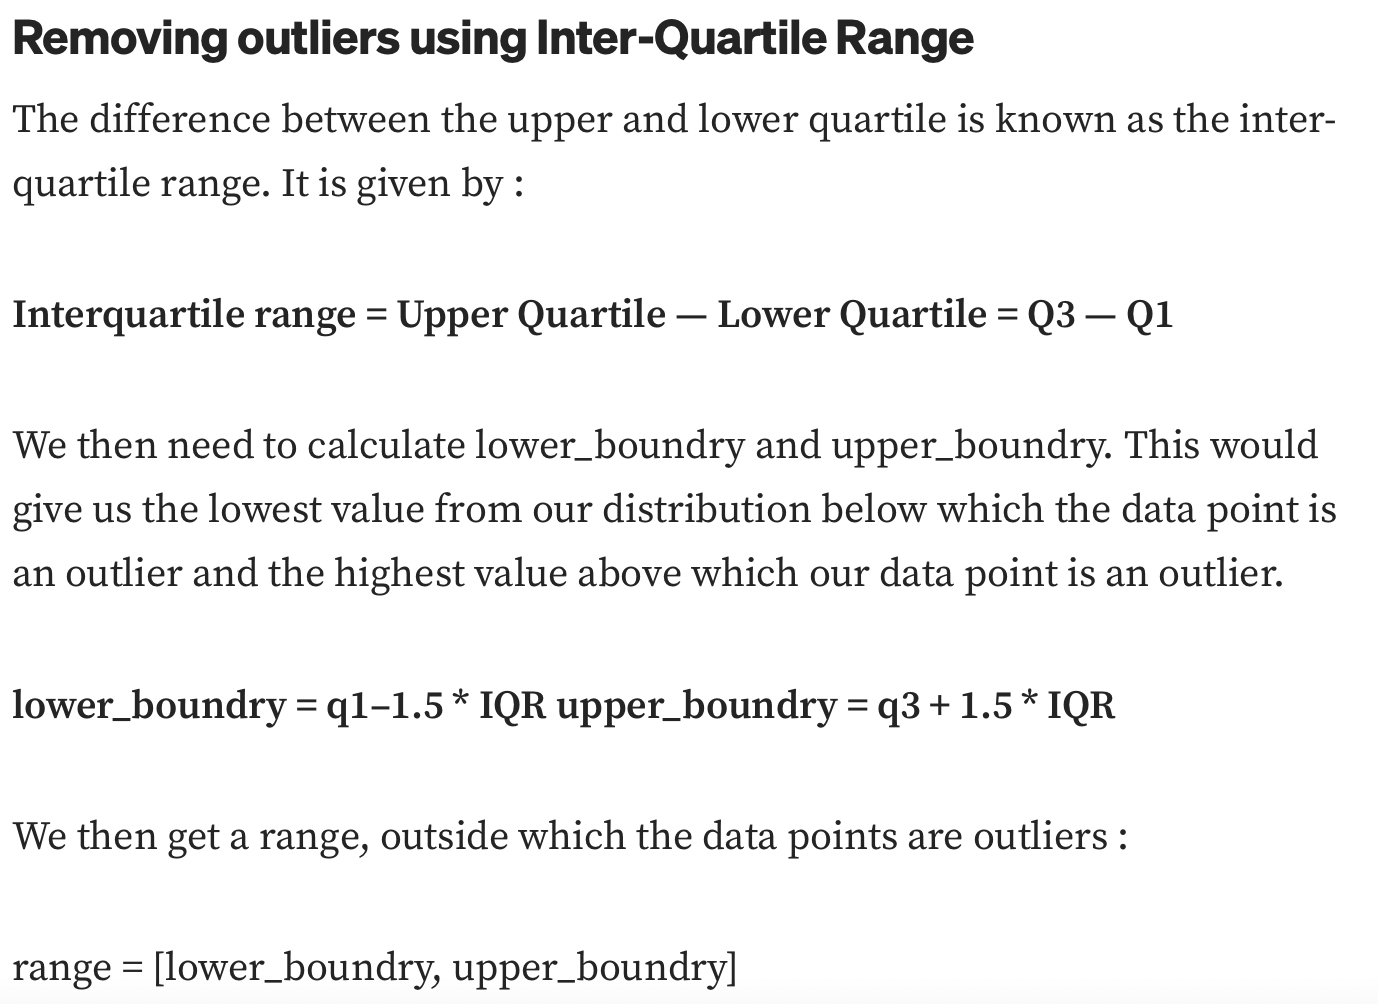 Removing outliers using Inter-Quartile Range
The difference between the upper and lower quartile is known as the inter-
quartile range. It is given by :
Interquartile range = Upper Quartile — Lower Quartile = Q3 — Q1
We then need to calculate lower_boundry and upper_boundry. This would
give us the lowest value from our distribution below which the data point is
an outlier and the highest value above which our data point is an outlier.
lower_boundry = q1–1.5 * IQR upper_boundry = q3 + 1.5 * IQR
We then get a range, outside which the data points are outliers :
range = [lower_boundry, upper_boundry]